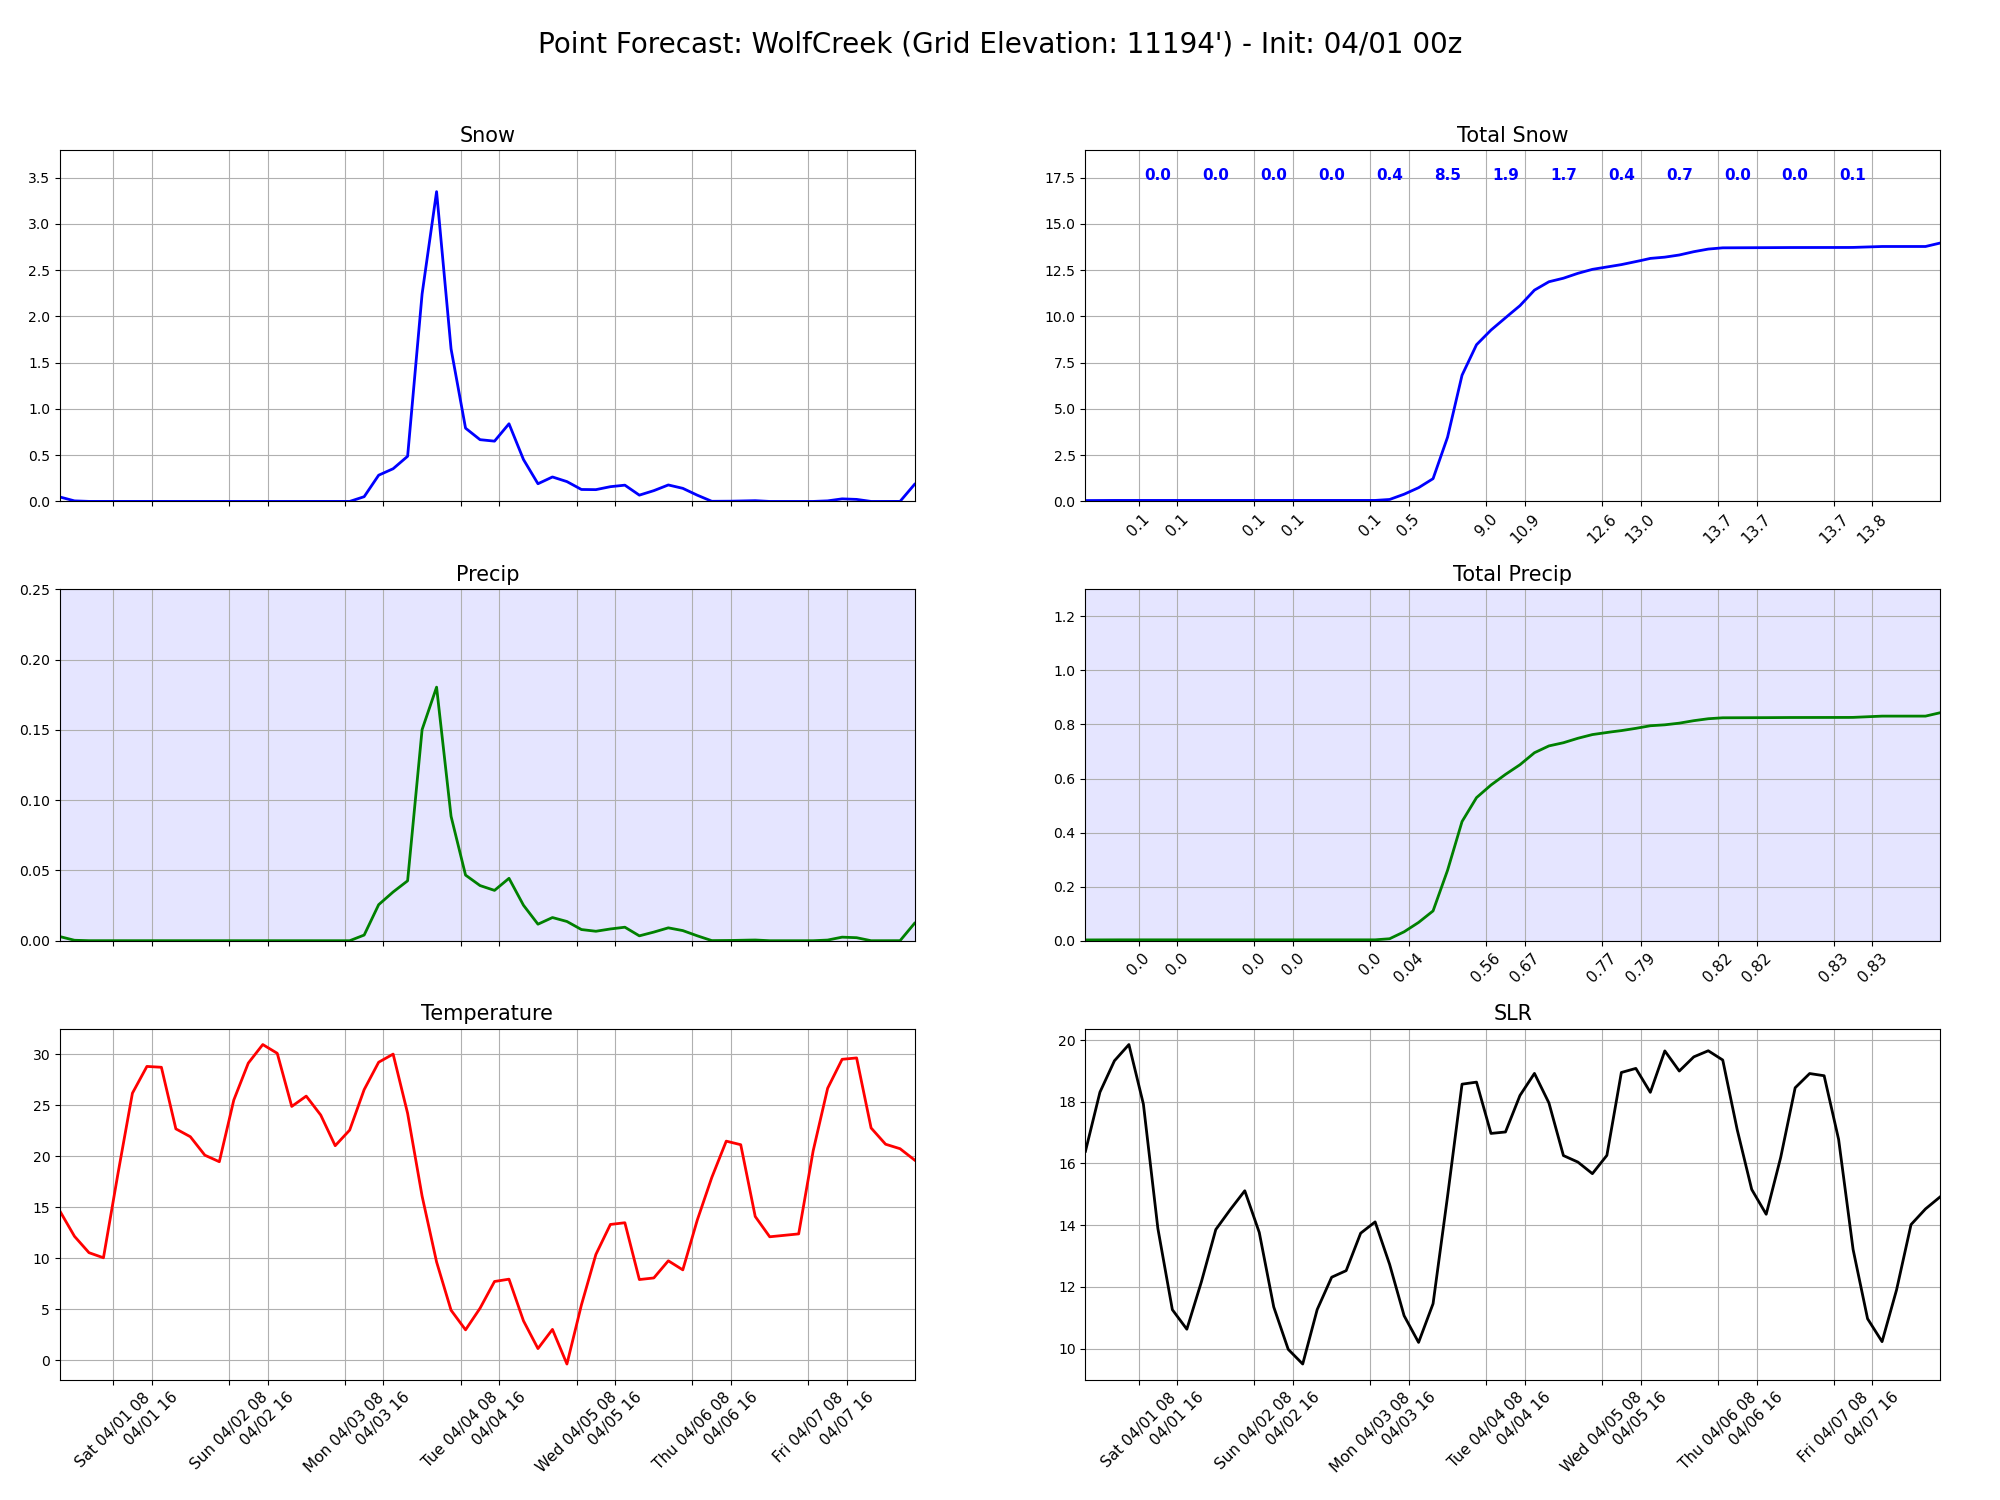 Point Forecast: WolfCreek (Grid Elevation: 11194') - Init: 04/01 00z
Snow
3.5
3.0
2.5
2.0
1.5
1.0
0.5
0.0
Total Snow
0.0 0.0 0.0 0.0 0.4 8.5 1.9 1.7 0.4 0.7 0.0 0.0 0.1
17.5
15.0
12.5
10.0
7.5
5.0
2.5
0.0
0.1 0.1 0.1 0.1 0.1 0.5 9.0 10.9 12.6 13.0 13.7 13.7 13.7 13.8
Precip
0.25
0.20
0.15
0.10
0.05
0.00
Total Precip
1.2
1.0
0.8
0.6
0.4
0.2
0.0
0.0 0.0 0.0 0.0 0.0 0.04 0.56 0.67 0.77 0.79 0.82 0.82 0.83 0.83
Temperature
30
25
20
15
10
5
0
Sat 04/01 08
04/01 16
Sun 04/02 08
04/02 16
Mon 04/03 08
04/03 16
Tue 04/04 08
04/04 16
Wed 04/05 08
04/05 16
Thu 04/06 08
04/06 16
Fri 04/07 08
04/07 16
SLR
20
18
16
14
12
10
Sat 04/01 08
04/01 16
Sun 04/02 08
04/02 16
Mon 04/03 08
04/03 16
Tue 04/04 08
04/04 16
Wed 04/05 08
04/05 16
Thu 04/06 08
04/06 16
Fri 04/07 08
04/07 16